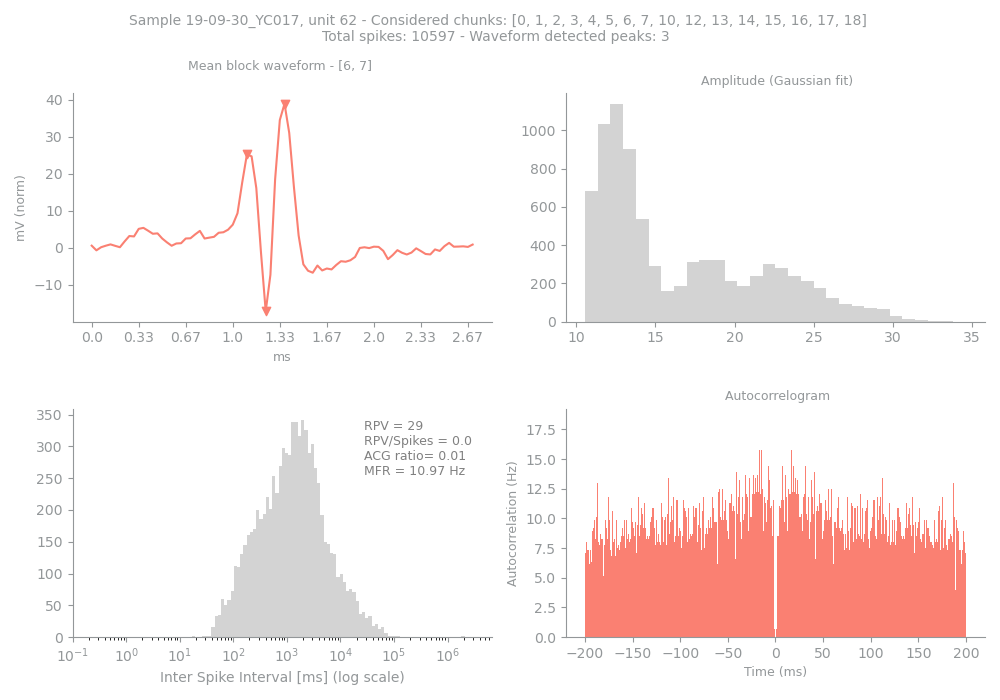 Sample 19-09-30_YC017, unit 62 - Considered chunks: [0, 1, 2, 3, 4, 5, 6, 7, 10, 12, 13, 14, 15, 16, 17, 18]
Total spikes: 10597 - Waveform detected peaks: 3
Mean block waveform - [6, 7]
40
30
20
10
0
−10
mV (norm)
0.0 0.33 0.67 1.0 1.33 1.67 2.0 2.33 2.67
ms
Amplitude (Gaussian fit)
1000
800
600
400
200
0
10 15 20 25 30 35
350
300
250
200
150
100
50
0
RPV = 29
RPV/Spikes = 0.0
ACG ratio= 0.01
MFR = 10.97 Hz
10⁻¹ 10⁰ 10¹ 10² 10³ 10⁴ 10⁵ 10⁶
Inter Spike Interval [ms] (log scale)
Autocorrelogram
17.5
15.0
12.5
10.0
7.5
5.0
2.5
0.0
Autocorrelation (Hz)
−200 −150 −100 −50 0 50 100 150 200
Time (ms)